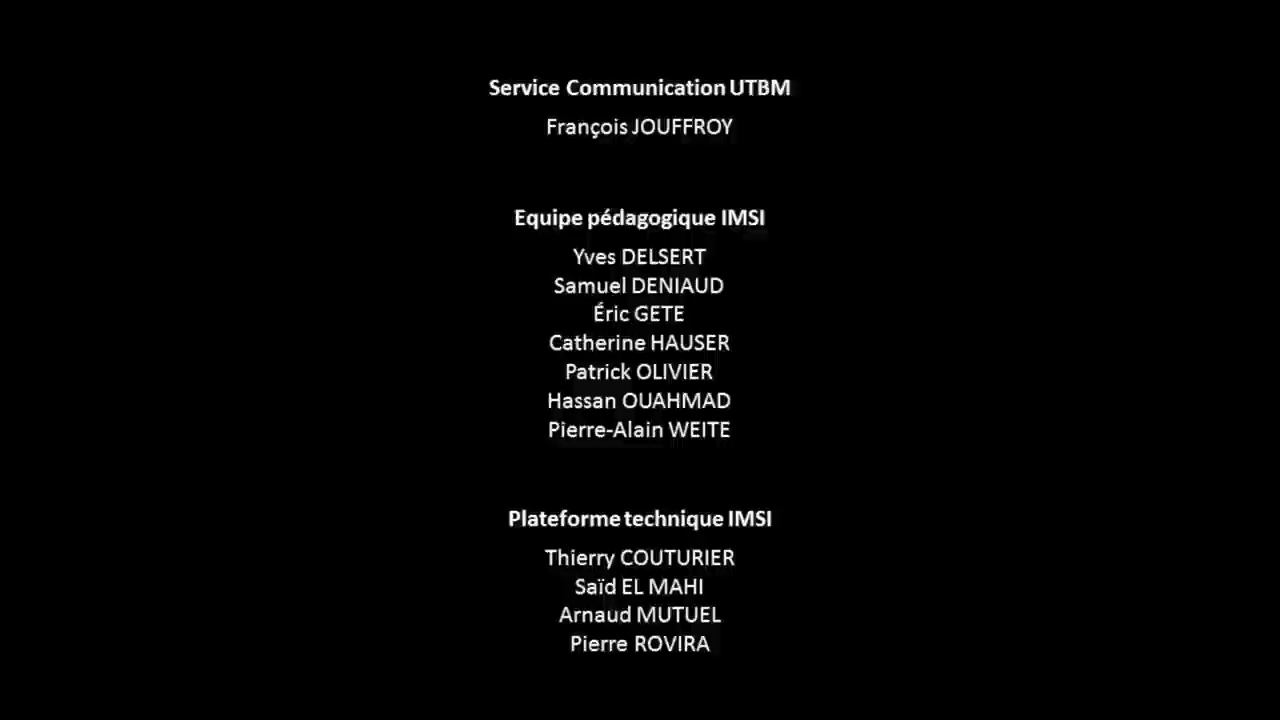 Service Communication UTBM
François JOUFFROY
Equipe pédagogique IMSI
Yves DELSERT
Samuel DENIAUD
Éric GETE
Catherine HAUSER
Patrick OLIVIER
Hassan OUAHMAD
Pierre-Alain WEITE
Plateforme technique IMSI
Thierry COUTURIER
Saïd EL MAHI
Arnaud MUTUEL
Pierre ROVIRA